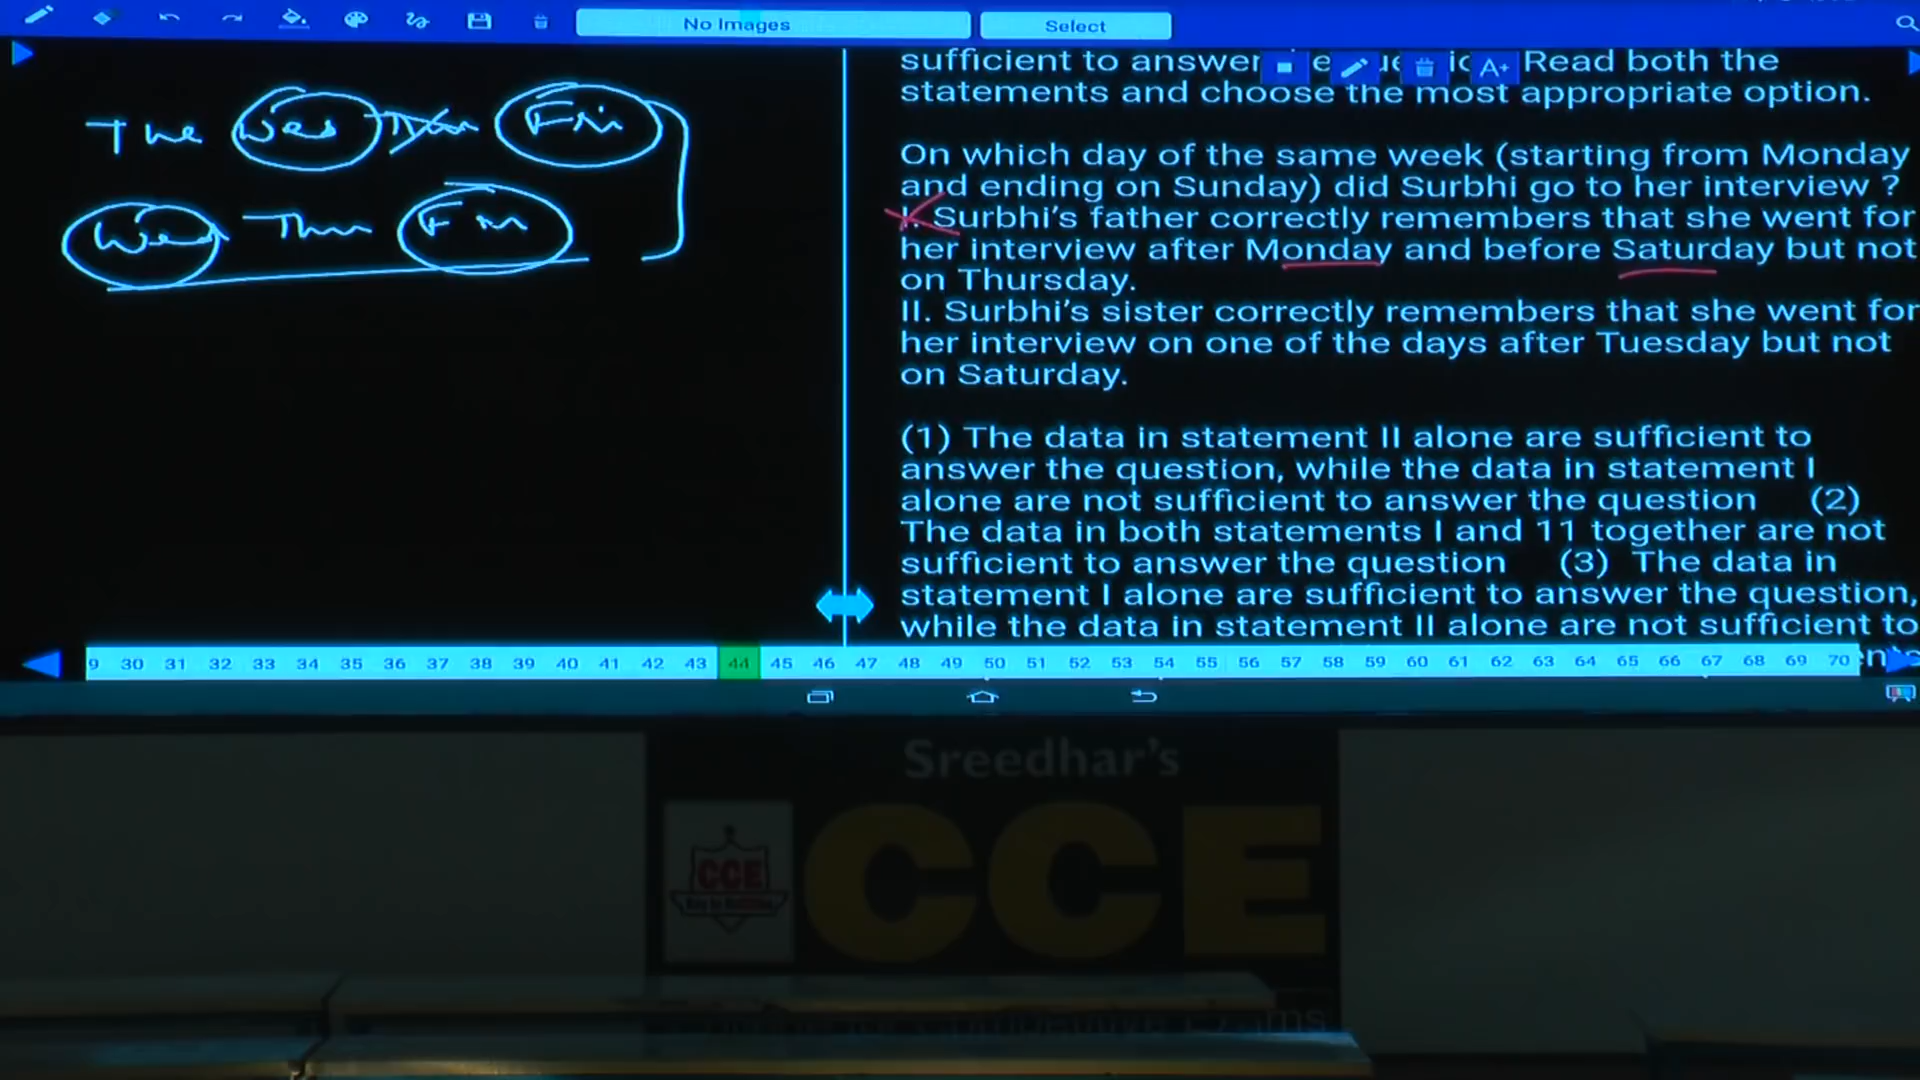 No Images
Select
The Wed Thu Fri
Wed Thu Fri
sufficient to answer Read both the
statements and choose the most appropriate option.
On which day of the same week (starting from Monday
and ending on Sunday) did Surbhi go to her interview ?
I. Surbhi's father correctly remembers that she went for
her interview after Monday and before Saturday but not
on Thursday.
II. Surbhi's sister correctly remembers that she went for
her interview on one of the days after Tuesday but not
on Saturday.
(1) The data in statement II alone are sufficient to
answer the question, while the data in statement I
alone are not sufficient to answer the question (2)
The data in both statements I and 11 together are not
sufficient to answer the question (3) The data in
statement I alone are sufficient to answer the question,
while the data in statement II alone are not sufficient to
9 30 31 32 33 34 35 36 37 38 39 40 41 42 43 44 45 46 47 48 49 50 51 52 53 54 55 56 57 58 59 60 61 62 63 64 65 66 67 68 69 70
Sreedhar's
CCE
CCE